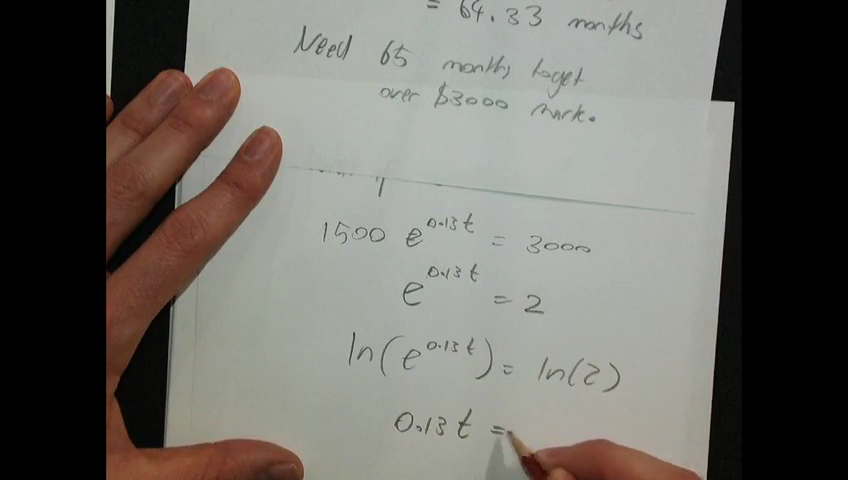 = 64.33 months
Need 65 months to get
over $3000 mark.
1500 e^0.13t = 3000
e^0.13t = 2
ln(e^0.13t) = ln(2)
0.13t =